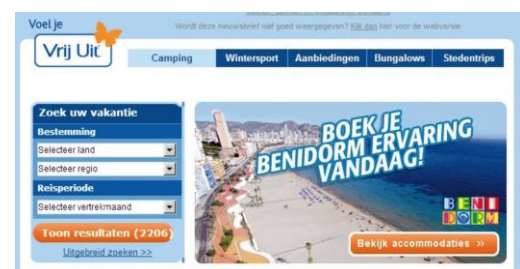 Voel je
Vrij Uit
Wordt deze nieuwsbrief niet goed weergegeven? Klik dan hier voor de webversie
Camping Wintersport Aanbiedingen Bungalows Stedentrips
Zoek uw vakantie
Bestemming
Selecteer land
Selecteer regio
Reisperiode
Selecteer vertrekmaand
Toon resultaten (2206)
Uitgebreid zoeken >>
BOEK JE
BENIDORM ERVARING
VANDAAG!
BENI
DORM
Bekijk accommodaties »